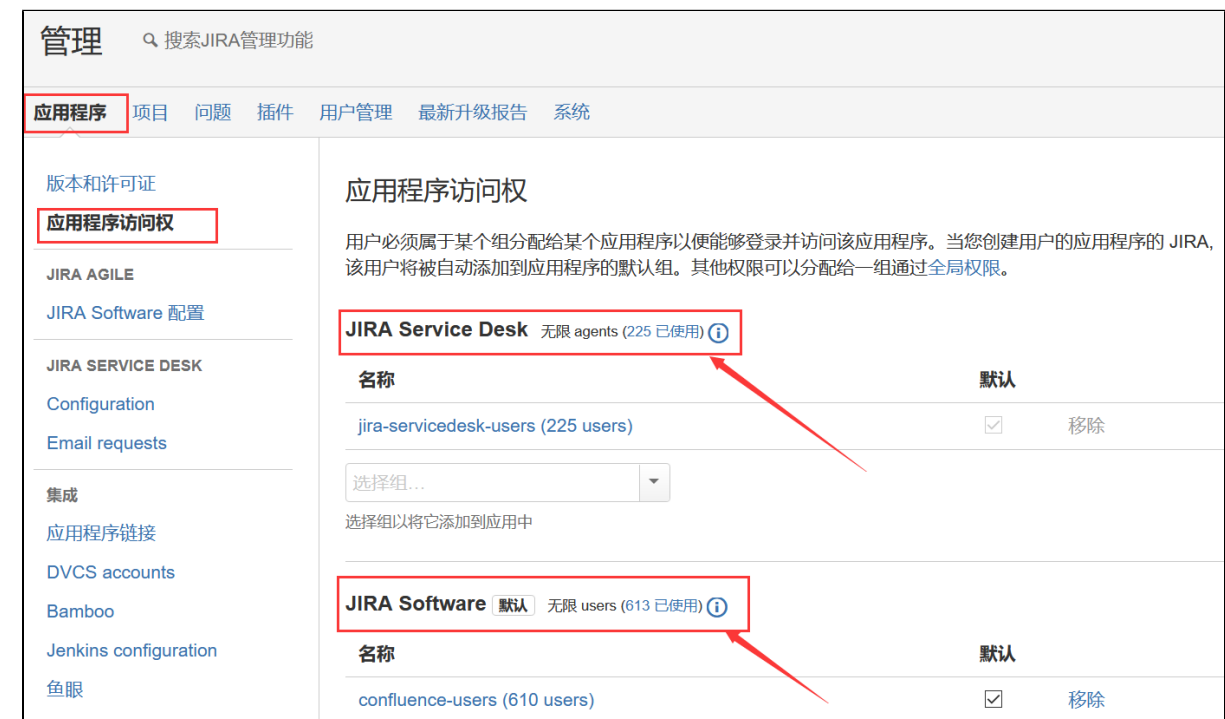 管理 搜索JIRA管理功能
应用程序 项目 问题 插件 用户管理 最新升级报告 系统
版本和许可证
应用程序访问权
JIRA AGILE
JIRA Software 配置
JIRA SERVICE DESK
Configuration
Email requests
集成
应用程序链接
DVCS accounts
Bamboo
Jenkins configuration
鱼眼
应用程序访问权
用户必须属于某个组分配给某个应用程序以便能够登录并访问该应用程序。当您创建用户的应用程序的 JIRA,
该用户将被自动添加到应用程序的默认组。其他权限可以分配给一组通过全局权限。
JIRA Service Desk 无限 agents (225 已使用)
名称 默认
jira-servicedesk-users (225 users) 移除
选择组...
选择组以将它添加到应用中
JIRA Software 默认 无限 users (613 已使用)
名称 默认
confluence-users (610 users) 移除